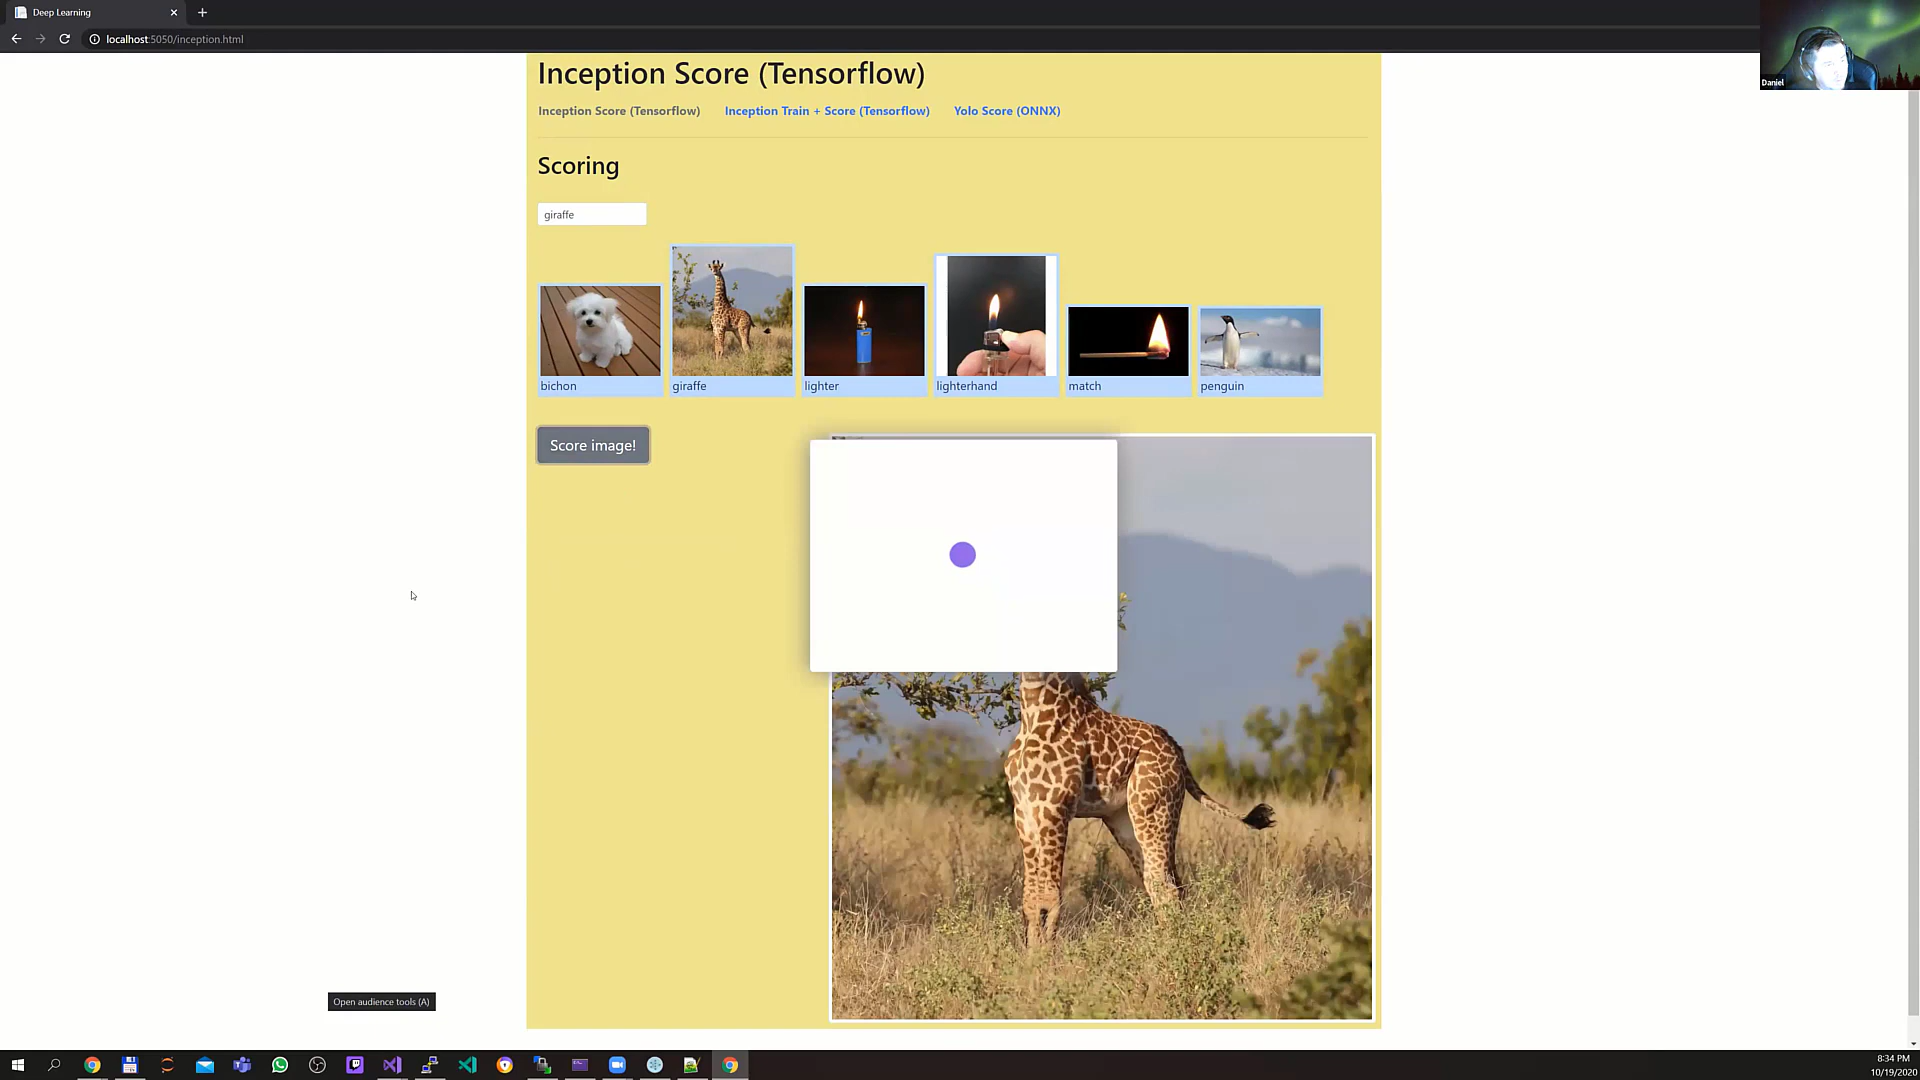 Deep Learning
localhost:5050/inception.html
Daniel
Inception Score (Tensorflow)
Inception Score (Tensorflow) Inception Train + Score (Tensorflow) Yolo Score (ONNX)
Scoring
giraffe
bichon giraffe lighter lighterhand match penguin
Score image!
Open audience tools (A)
8:34 PM
10/19/2020